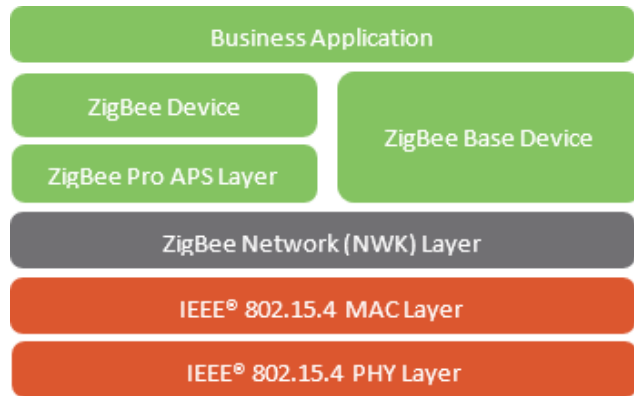 Business Application
ZigBee Device
ZigBee Base Device
ZigBee Pro APS Layer
ZigBee Network (NWK) Layer
IEEE® 802.15.4 MAC Layer
IEEE® 802.15.4 PHY Layer